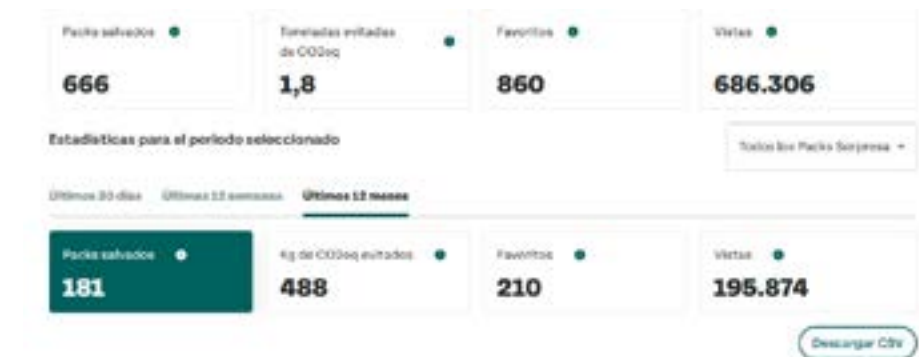 Packs salvados
Toneladas evitadas
de CO2eq
Favoritos
Vistas
666
1,8
860
686.306
Estadísticas para el periodo seleccionado
Todos los Packs Sorpresa
Últimos 30 días
Últimas 12 semanas
Últimos 12 meses
Packs salvados
Kg de CO2eq evitados
Favoritos
Vistas
181
488
210
195.874
Descargar CSV